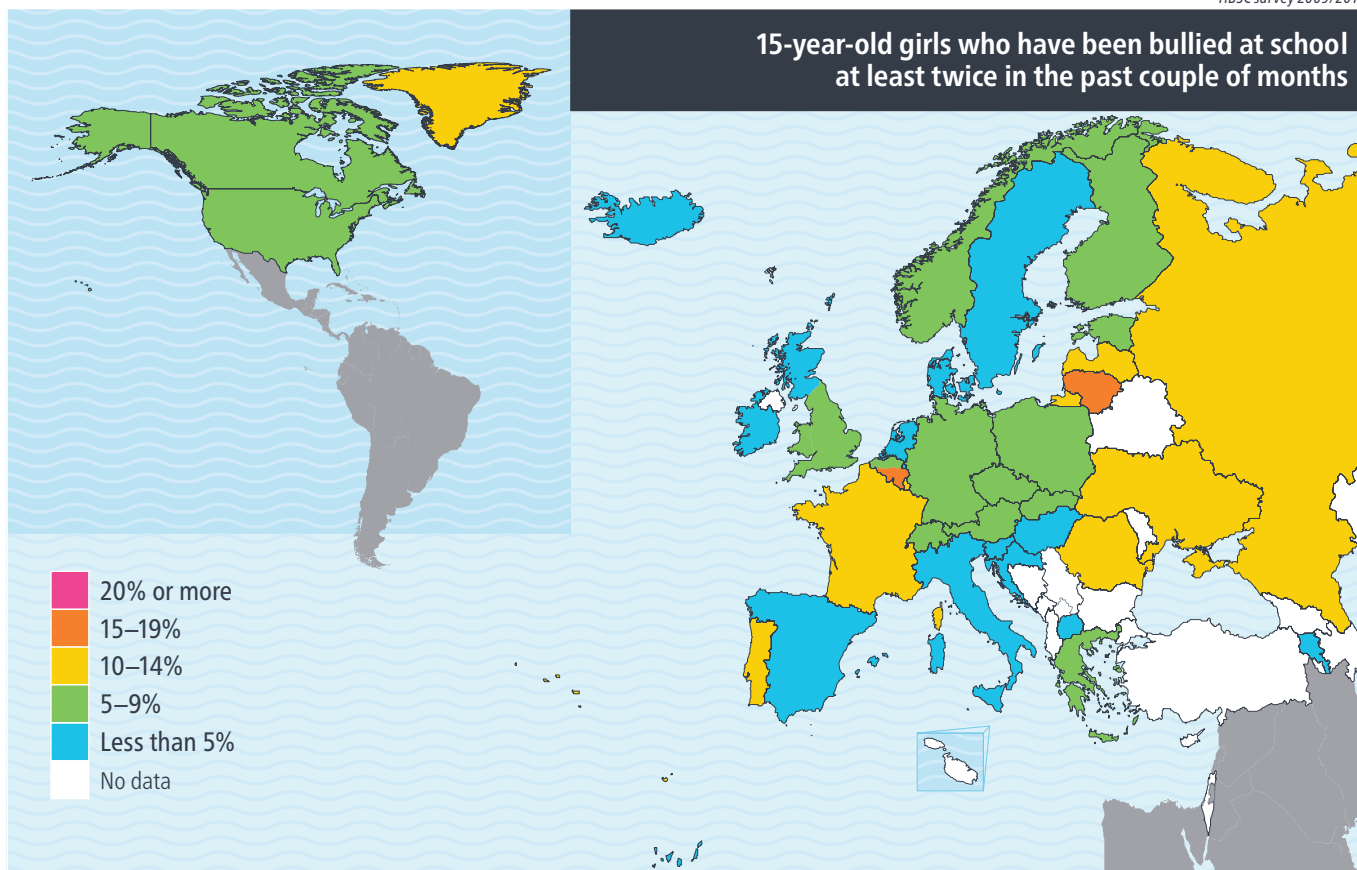 15-year-old girls who have been bullied at school
at least twice in the past couple of months
20% or more
15–19%
10–14%
5–9%
Less than 5%
No data